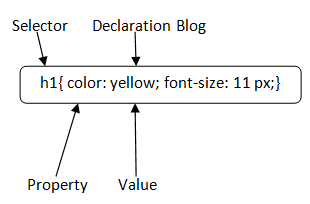 Selector Declaration Blog
h1{ color: yellow; font-size: 11 px;}
Property Value